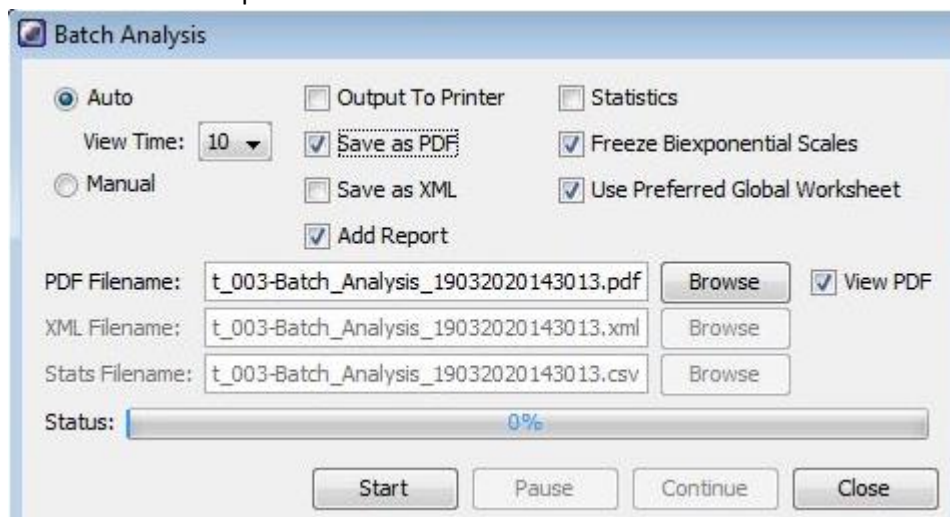 Batch Analysis
Auto Output To Printer Statistics
View Time: 10 Save as PDF Freeze Biexponential Scales
Manual Save as XML Use Preferred Global Worksheet
Add Report
PDF Filename: t_003-Batch_Analysis_19032020143013.pdf Browse View PDF
XML Filename: t_003-Batch_Analysis_19032020143013.xml Browse
Stats Filename: t_003-Batch_Analysis_19032020143013.csv Browse
Status: 0%
Start Pause Continue Close